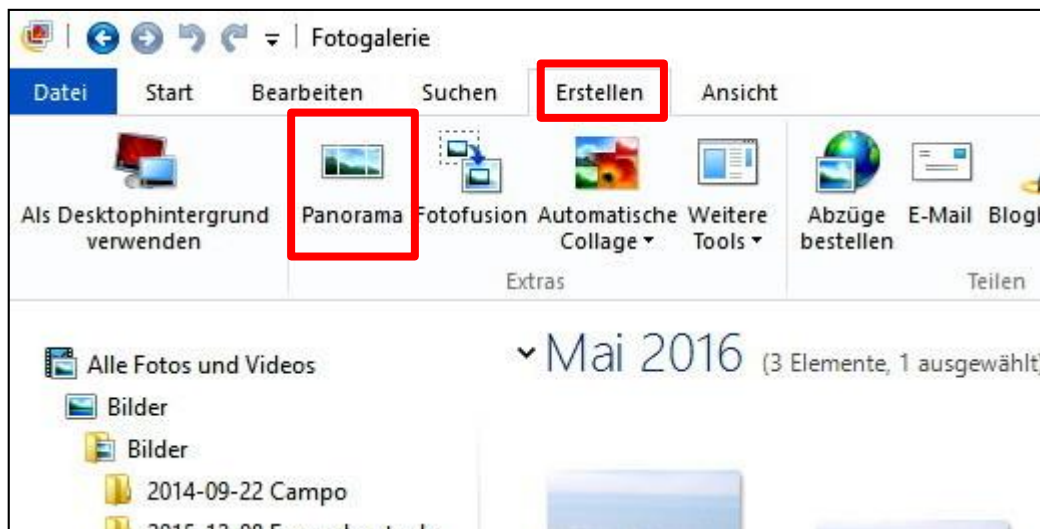 Fotogalerie
Datei Start Bearbeiten Suchen Erstellen Ansicht
Als Desktophintergrund verwenden
Panorama
Fotofusion
Automatische Collage
Weitere Tools
Abzüge bestellen
E-Mail
Extras
Teilen
Alle Fotos und Videos
Bilder
Bilder
2014-09-22 Campo
Mai 2016 (3 Elemente, 1 ausgewählt)